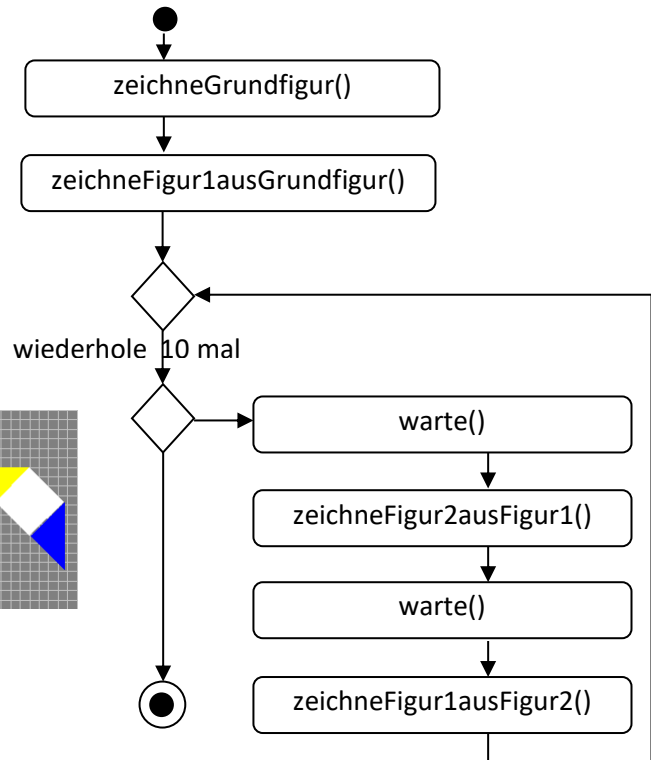 zeichneGrundfigur()
zeichneFigur1ausGrundfigur()
wiederhole 10 mal
warte()
zeichneFigur2ausFigur1()
warte()
zeichneFigur1ausFigur2()